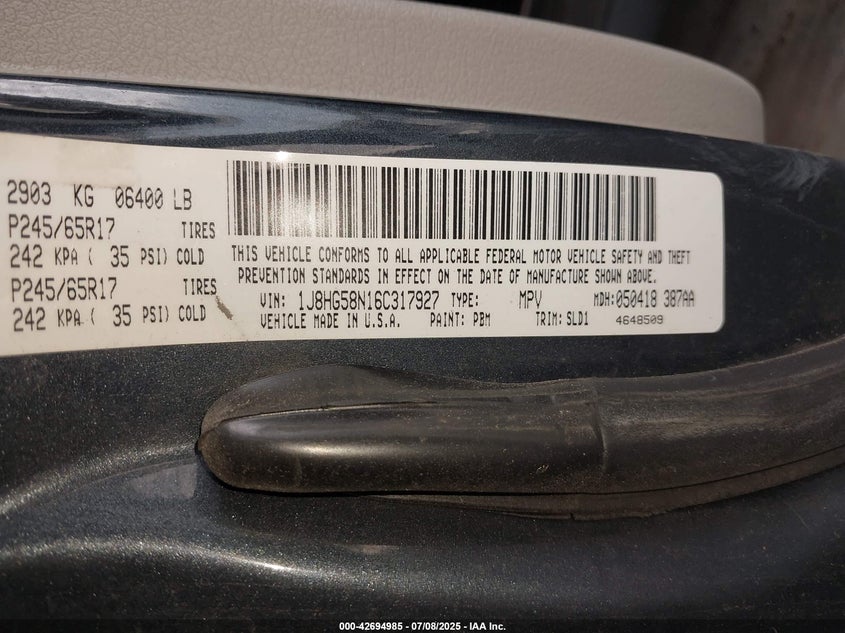 2903 KG 06400 LB
P245/65R17 TIRES
242 KPA ( 35 PSI) COLD
P245/65R17 TIRES
242 KPA ( 35 PSI) COLD
THIS VEHICLE CONFORMS TO ALL APPLICABLE FEDERAL MOTOR VEHICLE SAFETY AND THEFT
PREVENTION STANDARDS IN EFFECT ON THE DATE OF MANUFACTURE SHOWN ABOVE.
VIN: 1J8HG58N16C317927 TYPE: MPV MDH: 050418 387AA
VEHICLE MADE IN U.S.A. PAINT: PBM TRIM: SLD1 4648509
000-42694985 - 07/08/2025 - IAA Inc.